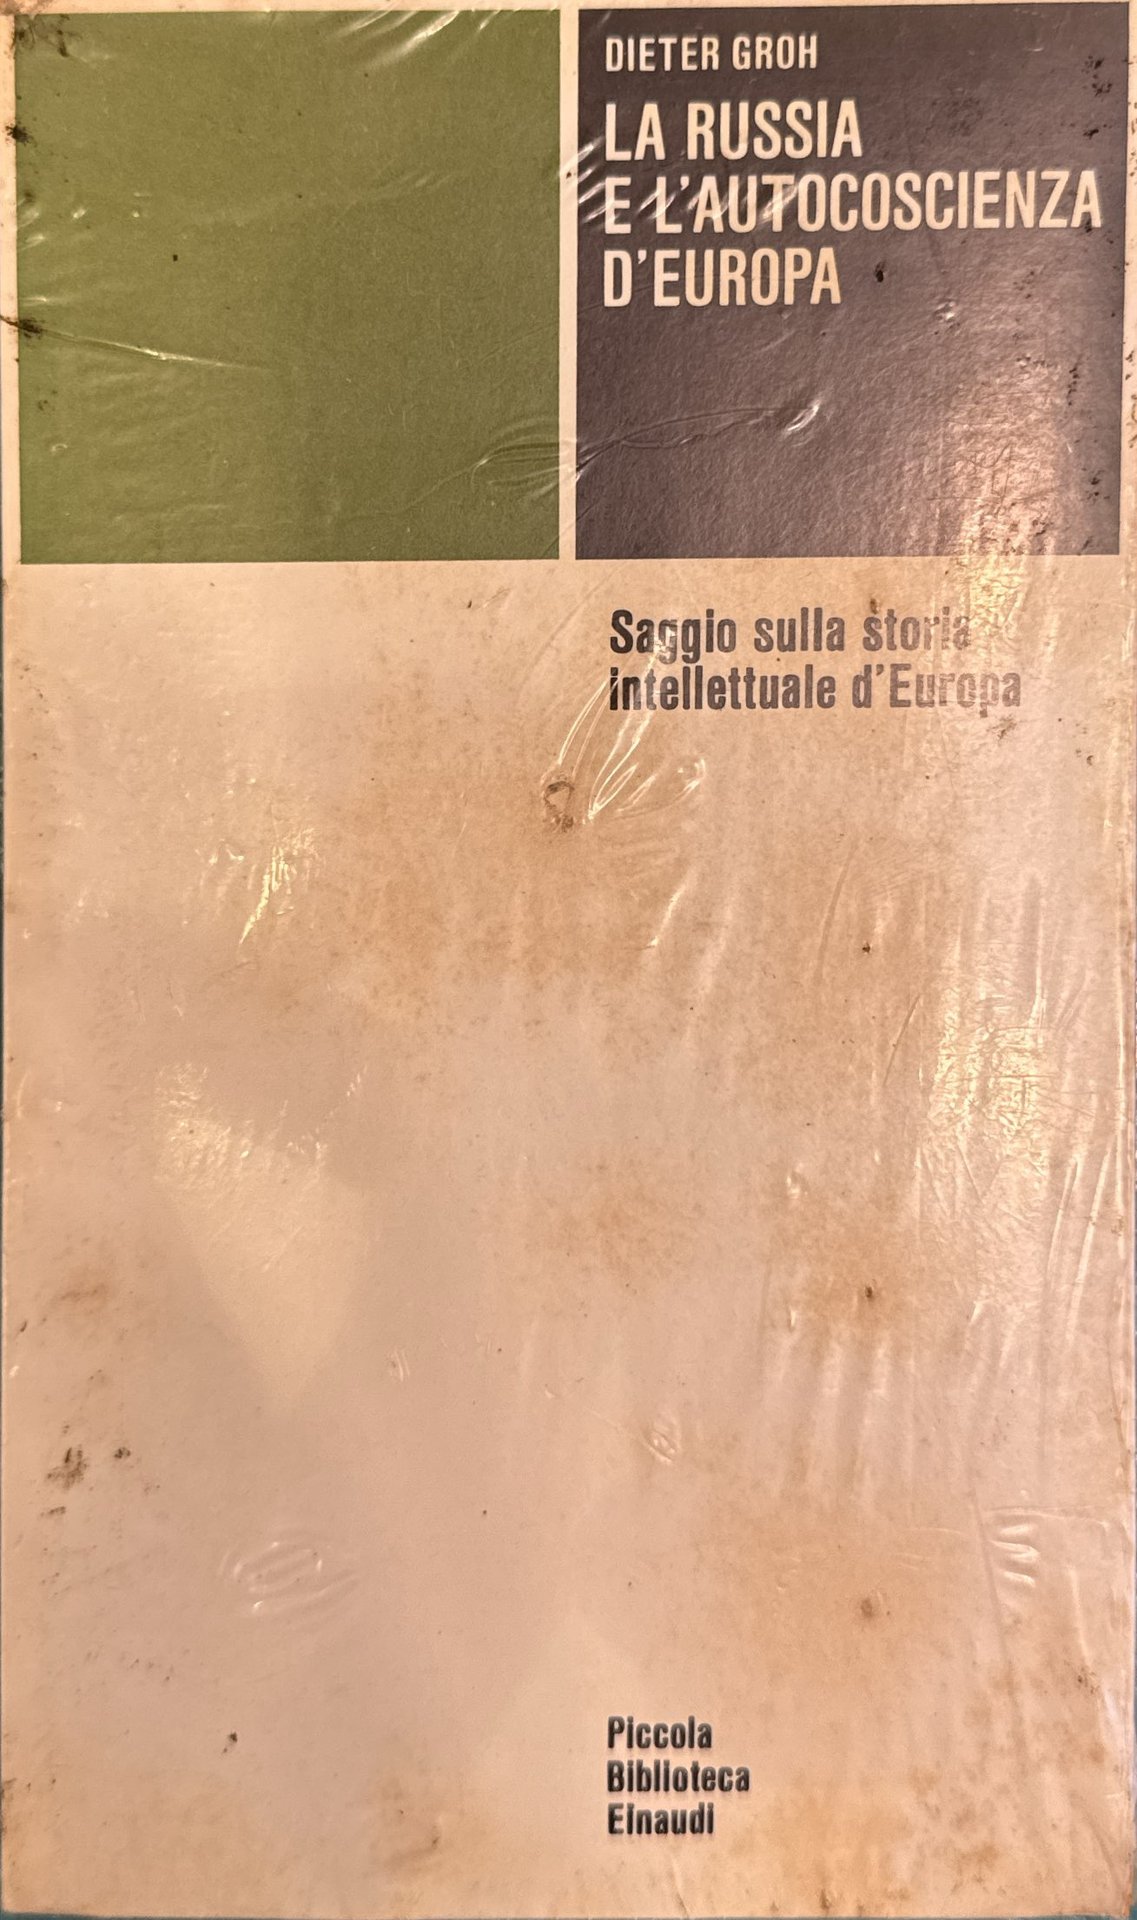 DIETER GROH
LA RUSSIA
E L'AUTOCOSCIENZA
D'EUROPA
Saggio sulla storia
intellettuale d'Europa
Piccola
Biblioteca
Einaudi